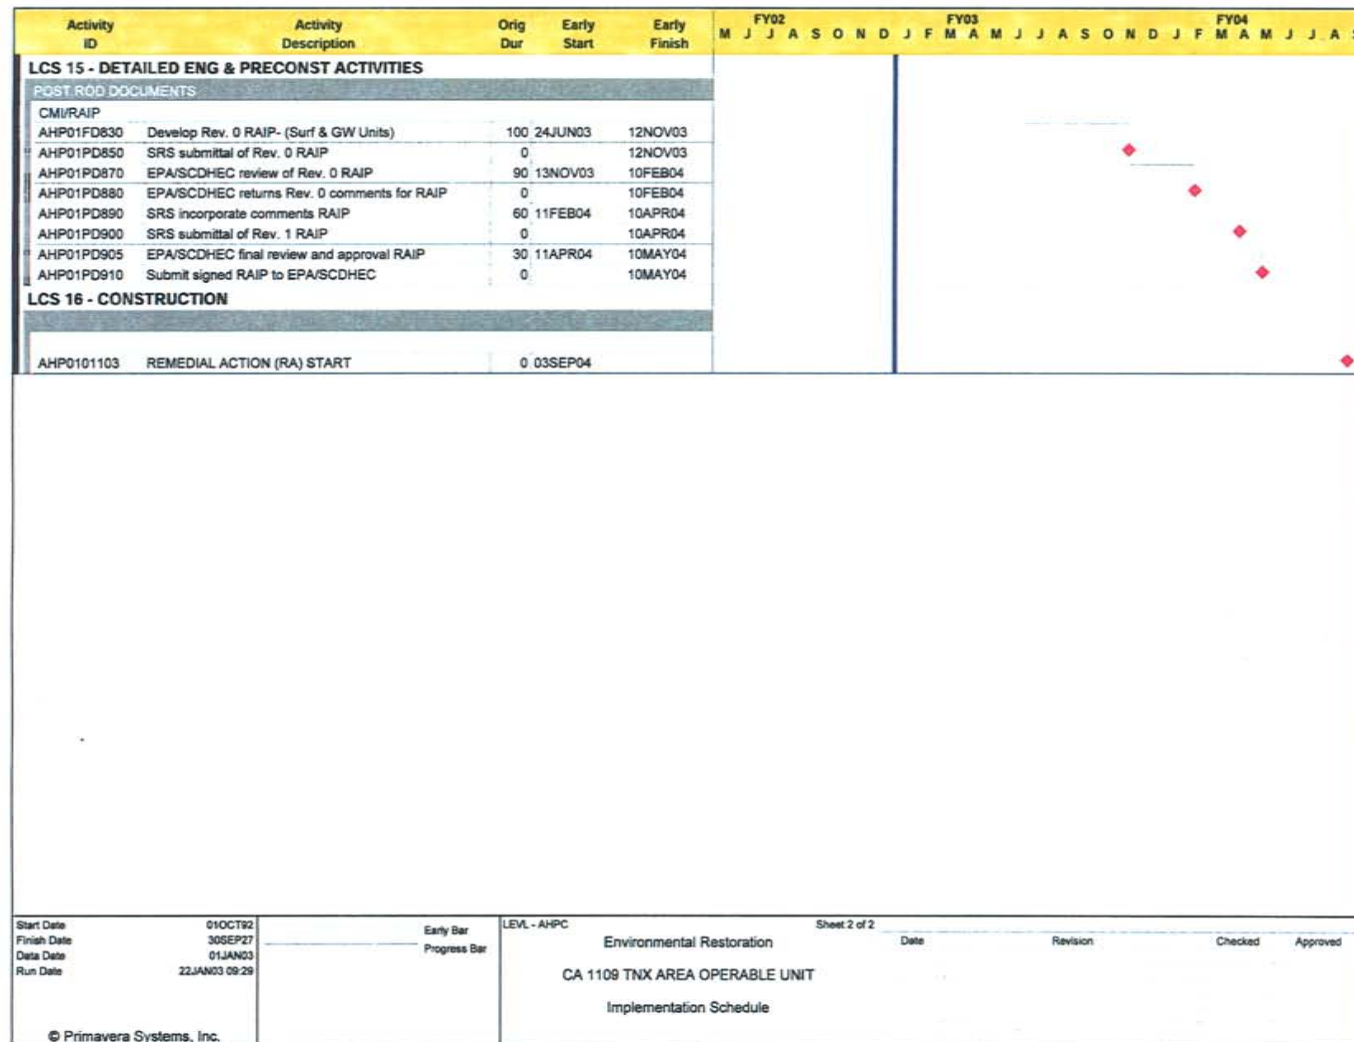 Activity ID Activity Description Orig Dur Early Start Early Finish
FY02 FY03 FY04
M J J A S O N D J F M A M J J A S O N D J F M A M J J A S
LCS 15 - DETAILED ENG & PRECONST ACTIVITIES
POST ROD DOCUMENTS
CMI/RAIP
AHP01FD830 Develop Rev. 0 RAIP- (Surf & GW Units) 100 24JUN03 12NOV03
AHP01PD850 SRS submittal of Rev. 0 RAIP 0 12NOV03
AHP01PD870 EPA/SCDHEC review of Rev. 0 RAIP 90 13NOV03 10FEB04
AHP01PD880 EPA/SCDHEC returns Rev. 0 comments for RAIP 0 10FEB04
AHP01PD890 SRS incorporate comments RAIP 60 11FEB04 10APR04
AHP01PD900 SRS submittal of Rev. 1 RAIP 0 10APR04
AHP01PD905 EPA/SCDHEC final review and approval RAIP 30 11APR04 10MAY04
AHP01PD910 Submit signed RAIP to EPA/SCDHEC 0 10MAY04
LCS 16 - CONSTRUCTION
AHP0101103 REMEDIAL ACTION (RA) START 0 03SEP04
Start Date 01OCT92
Finish Date 30SEP27
Data Date 01JAN03
Run Date 22JAN03 09:29
© Primavera Systems, Inc.
Early Bar
Progress Bar
LEVL - AHPC
Sheet 2 of 2
Environmental Restoration
CA 1109 TNX AREA OPERABLE UNIT
Implementation Schedule
Date Revision Checked Approved